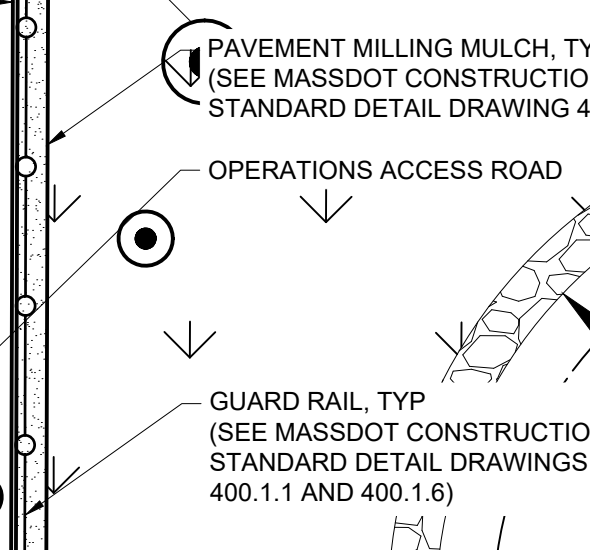 PAVEMENT MILLING MULCH, TY
(SEE MASSDOT CONSTRUCTIO
STANDARD DETAIL DRAWING 4
OPERATIONS ACCESS ROAD
GUARD RAIL, TYP
(SEE MASSDOT CONSTRUCTIO
STANDARD DETAIL DRAWINGS
400.1.1 AND 400.1.6)